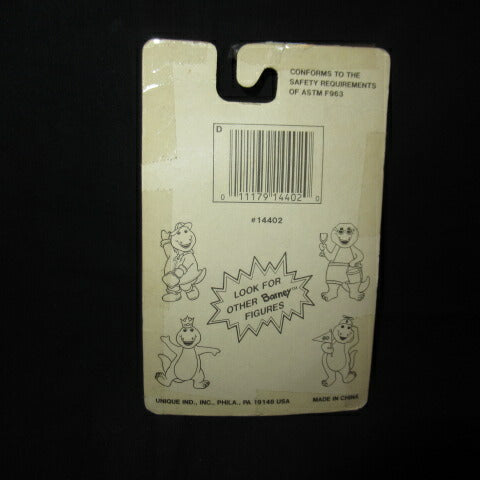 CONFORMS TO THE
SAFETY REQUIREMENTS
OF ASTM F963
D
0 11179 14402 0
#14402
LOOK FOR
OTHER Barney™
FIGURES
UNIQUE IND., INC., PHILA., PA 19148 USA
MADE IN CHINA